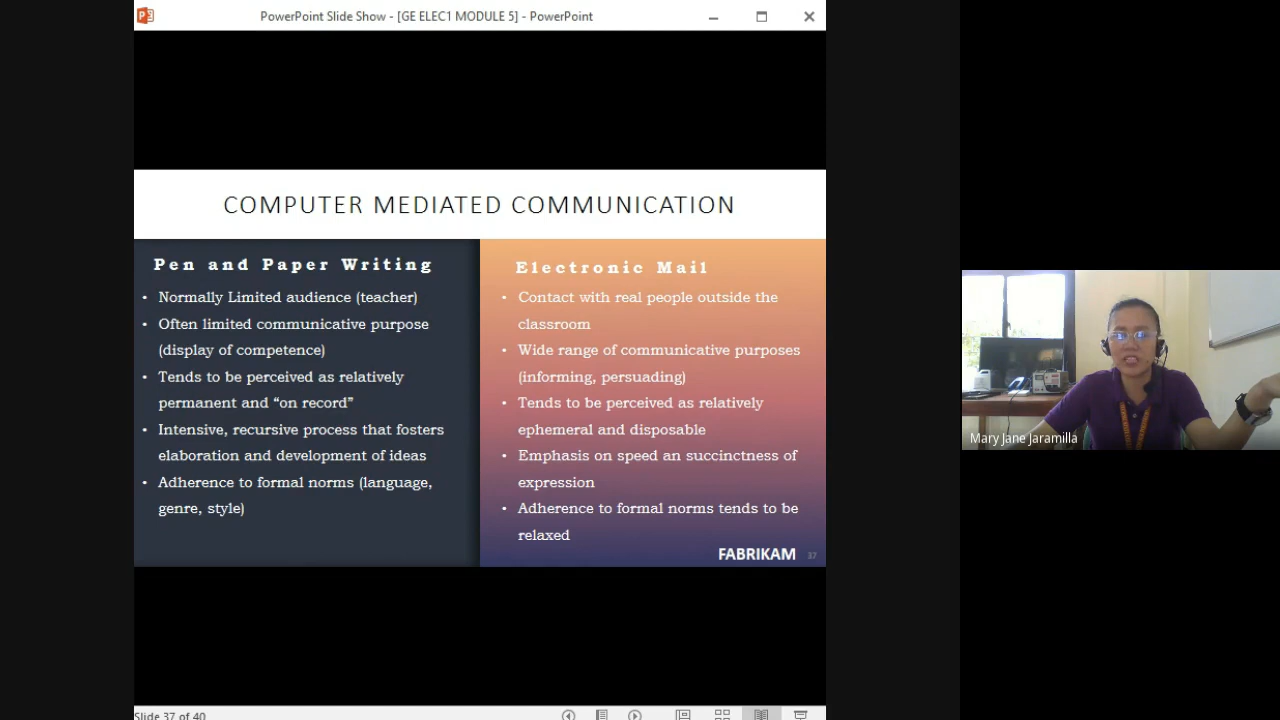 PowerPoint Slide Show - [GE ELEC1 MODULE 5] - PowerPoint
COMPUTER MEDIATED COMMUNICATION
Pen and Paper Writing
• Normally Limited audience (teacher)
• Often limited communicative purpose
(display of competence)
• Tends to be perceived as relatively
permanent and “on record”
• Intensive, recursive process that fosters
elaboration and development of ideas
• Adherence to formal norms (language,
genre, style)
Electronic Mail
• Contact with real people outside the
classroom
• Wide range of communicative purposes
(informing, persuading)
• Tends to be perceived as relatively
ephemeral and disposable
• Emphasis on speed an succinctness of
expression
• Adherence to formal norms tends to be
relaxed
FABRIKAM 37
Mary Jane Jaramilla
Slide 37 of 40